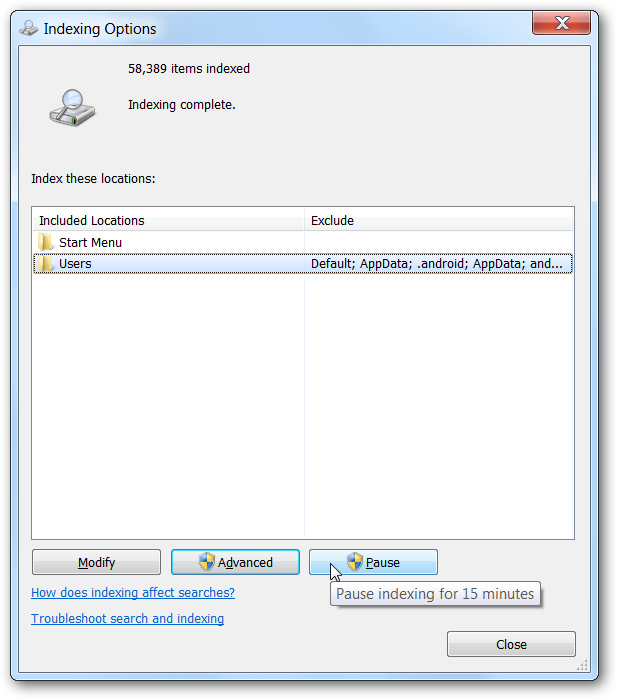 Indexing Options
58,389 items indexed
Indexing complete.
Index these locations:
Included Locations Exclude
Start Menu
Users Default; AppData; .android; AppData; and...
Modify Advanced Pause
How does indexing affect searches?
Pause indexing for 15 minutes
Troubleshoot search and indexing
Close